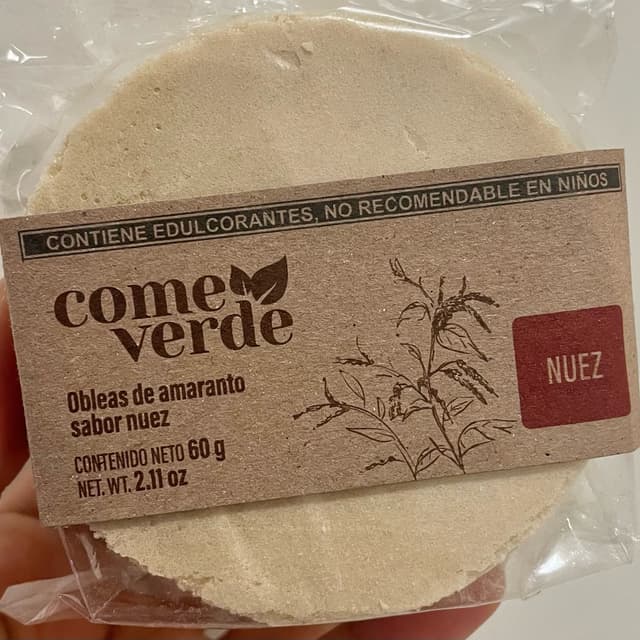 CONTIENE EDULCORANTES, NO RECOMENDABLE EN NIÑOS
come
verde
Obleas de amaranto
sabor nuez
CONTENIDO NETO 60 g
NET. WT. 2.11 oz
NUEZ